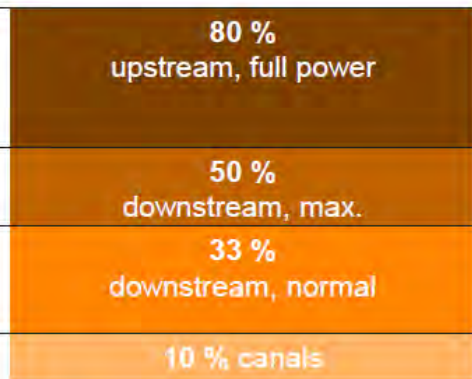 80 %
upstream, full power
50 %
downstream, max.
33 %
downstream, normal
10 % canals